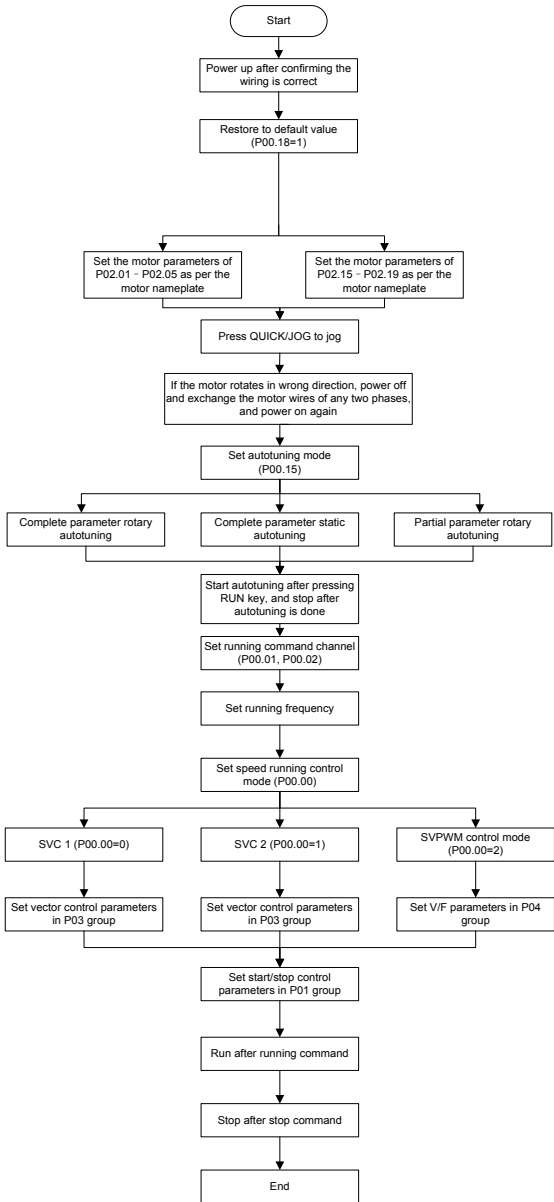 Start
Power up after confirming the
wiring is correct
Restore to default value
(P00.18=1)
Set the motor parameters of
P02.01－P02.05 as per the
motor nameplate
Set the motor parameters of
P02.15－P02.19 as per the
motor nameplate
Press QUICK/JOG to jog
If the motor rotates in wrong direction, power off
and exchange the motor wires of any two phases,
and power on again
Set autotuning mode
(P00.15)
Complete parameter rotary
autotuning
Complete parameter static
autotuning
Partial parameter rotary
autotuning
Start autotuning after pressing
RUN key, and stop after
autotuning is done
Set running command channel
(P00.01, P00.02)
Set running frequency
Set speed running control
mode (P00.00)
SVC 1 (P00.00=0)
SVC 2 (P00.00=1)
SVPWM control mode
(P00.00=2)
Set vector control parameters
in P03 group
Set vector control parameters
in P03 group
Set V/F parameters in P04
group
Set start/stop control
parameters in P01 group
Run after running command
Stop after stop command
End